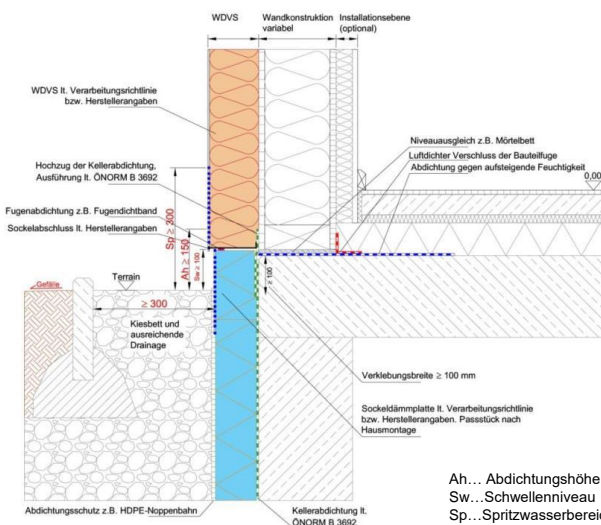 WDVS
Wandkonstruktion
variabel
Installationsebene
(optional)
WDVS lt. Verarbeitungsrichtlinie
bzw. Herstellerangaben
Hochzug der Kellerabdichtung,
Ausführung lt. ÖNORM B 3692
Fugenabdichtung z.B. Fugendichtband
Sockelabschluss lt. Herstellerangaben
Sp ≥ 300
Ah ≥ 150
Sw ≥ 100
Niveauausgleich z.B. Mörtelbett
Luftdichter Verschluss der Bauteilfuge
Abdichtung gegen aufsteigende Feuchtigkeit
0,00
Gefälle
Terrain
≥ 300
≥ 100
Kiesbett und
ausreichende
Drainage
Verklebungsbreite ≥ 100 mm
Sockeldämmplatte lt. Verarbeitungsrichtlinie
bzw. Herstellerangaben. Passstück nach
Hausmontage
Abdichtungsschutz z.B. HDPE-Noppenbahn
Kellerabdichtung lt.
ÖNORM B 3692
Ah... Abdichtungshöhe
Sw...Schwellenniveau
Sp...Spritzwasserbereic